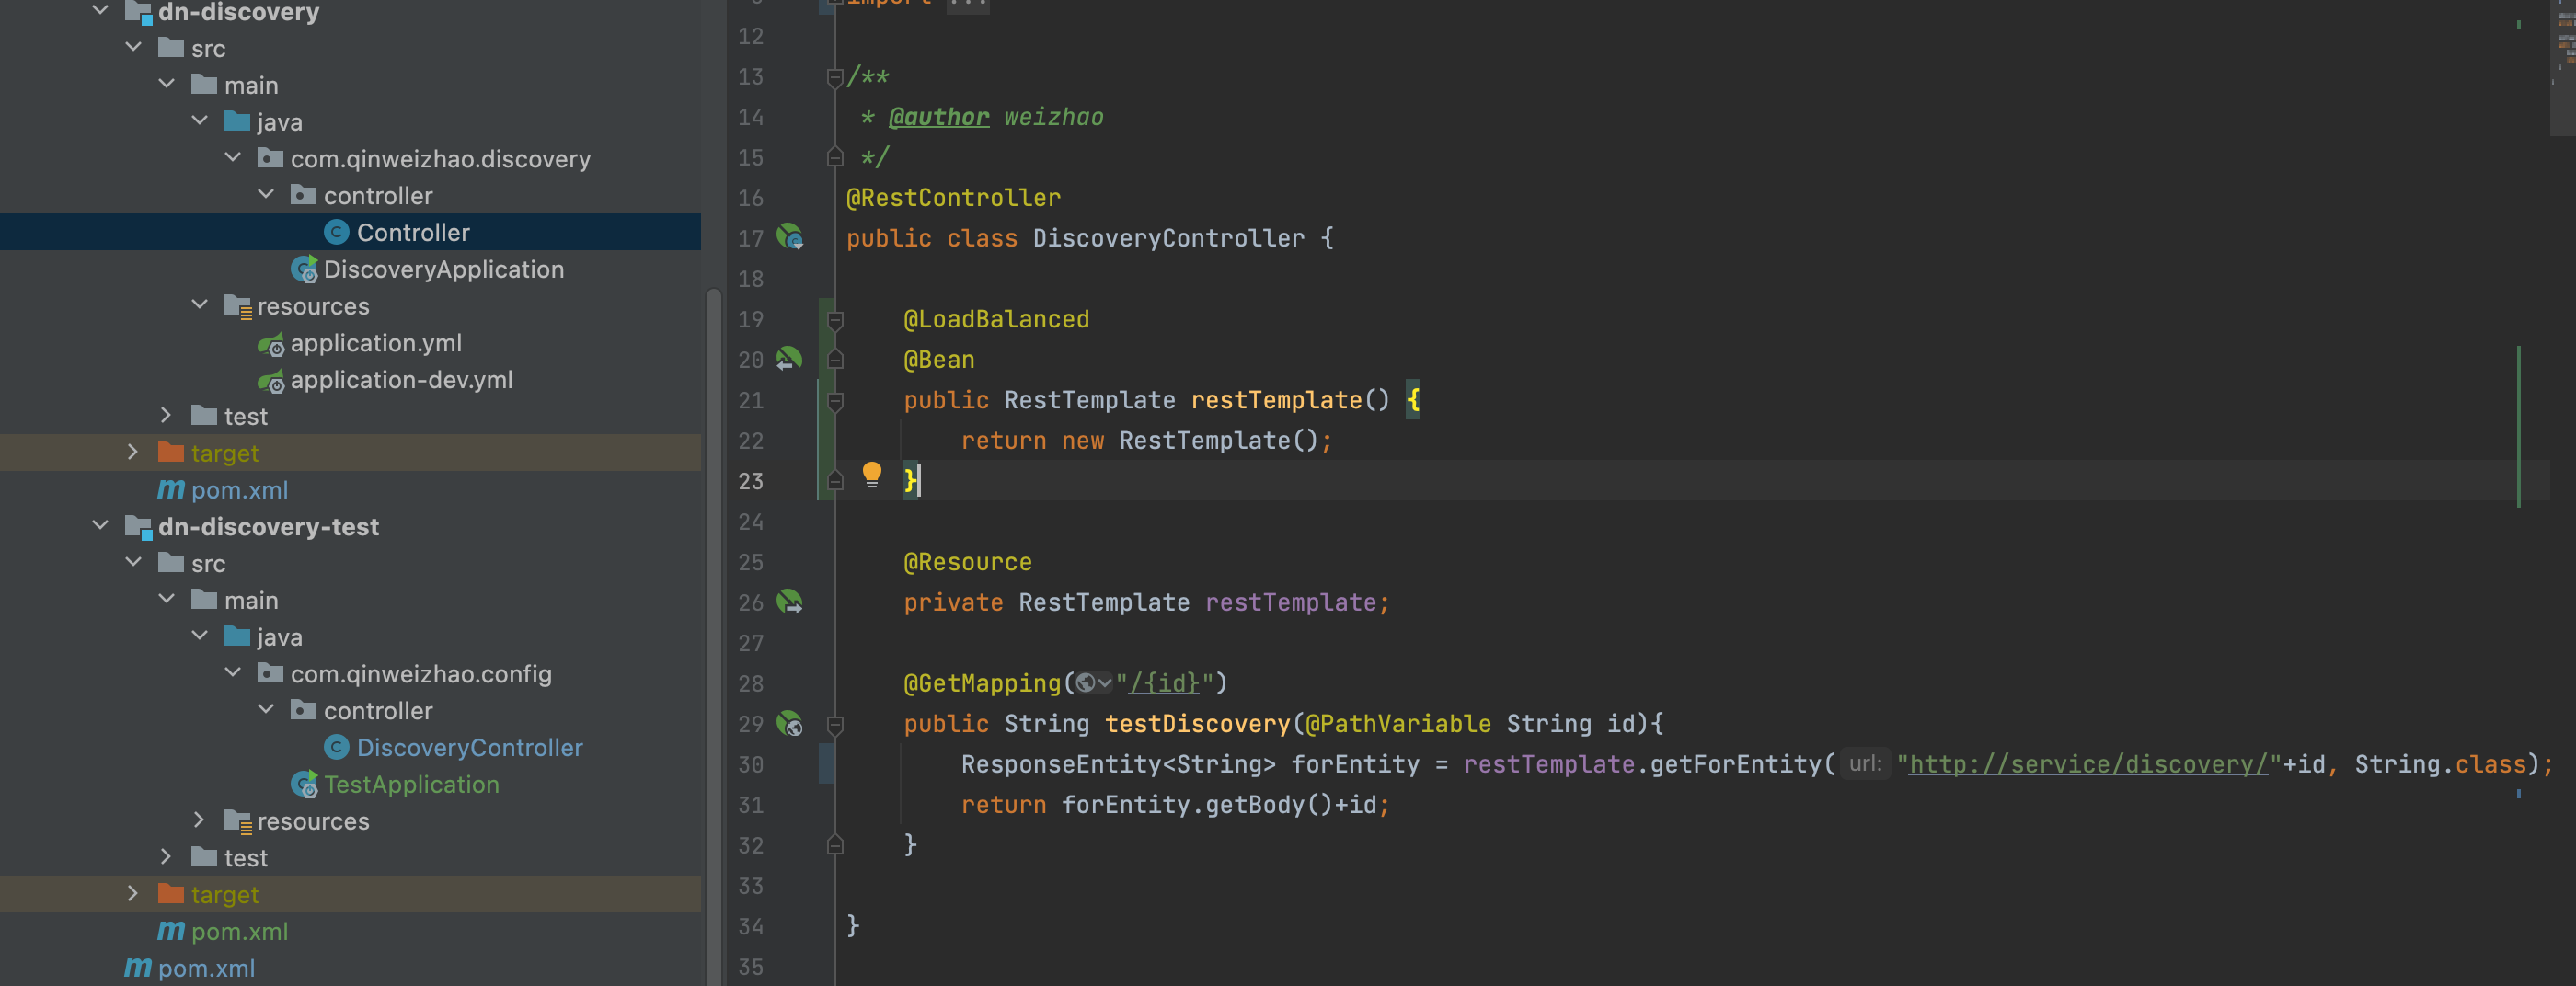 dn-discovery
src
main
java
com.qinweizhao.discovery
controller
Controller
DiscoveryApplication
resources
application.yml
application-dev.yml
test
target
pom.xml
dn-discovery-test
src
main
java
com.qinweizhao.config
controller
DiscoveryController
TestApplication
resources
test
target
pom.xml
pom.xml
import ...
12
13 /**
14 * @author weizhao
15 */
16 @RestController
17 public class DiscoveryController {
18
19 @LoadBalanced
20 @Bean
21 public RestTemplate restTemplate() {
22 return new RestTemplate();
23 }
24
25 @Resource
26 private RestTemplate restTemplate;
27
28 @GetMapping("/{id}")
29 public String testDiscovery(@PathVariable String id){
30 ResponseEntity<String> forEntity = restTemplate.getForEntity( url: "http://service/discovery/"+id, String.class);
31 return forEntity.getBody()+id;
32 }
33
34 }
35